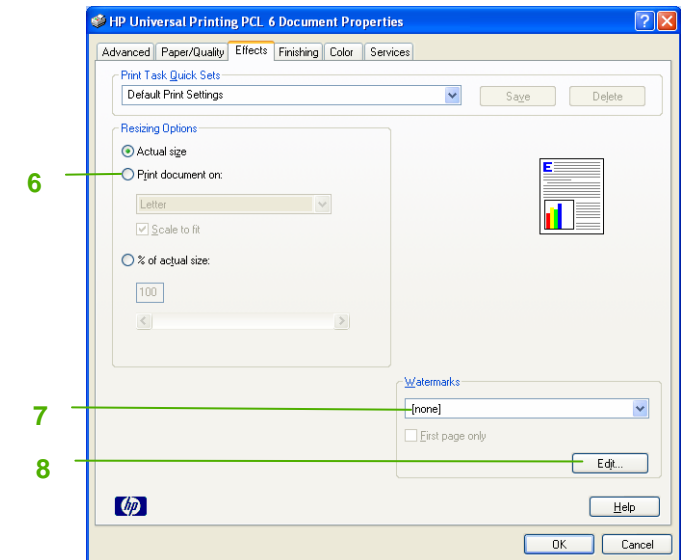 HP Universal Printing PCL 6 Document Properties
Advanced Paper/Quality Effects Finishing Color Services
Print Task Quick Sets
Default Print Settings
Save Delete
Resizing Options
Actual size
6
Print document on:
Letter
Scale to fit
% of actual size:
100
E
Watermarks
7
[none]
First page only
8
Edit...
hp
Help
OK Cancel